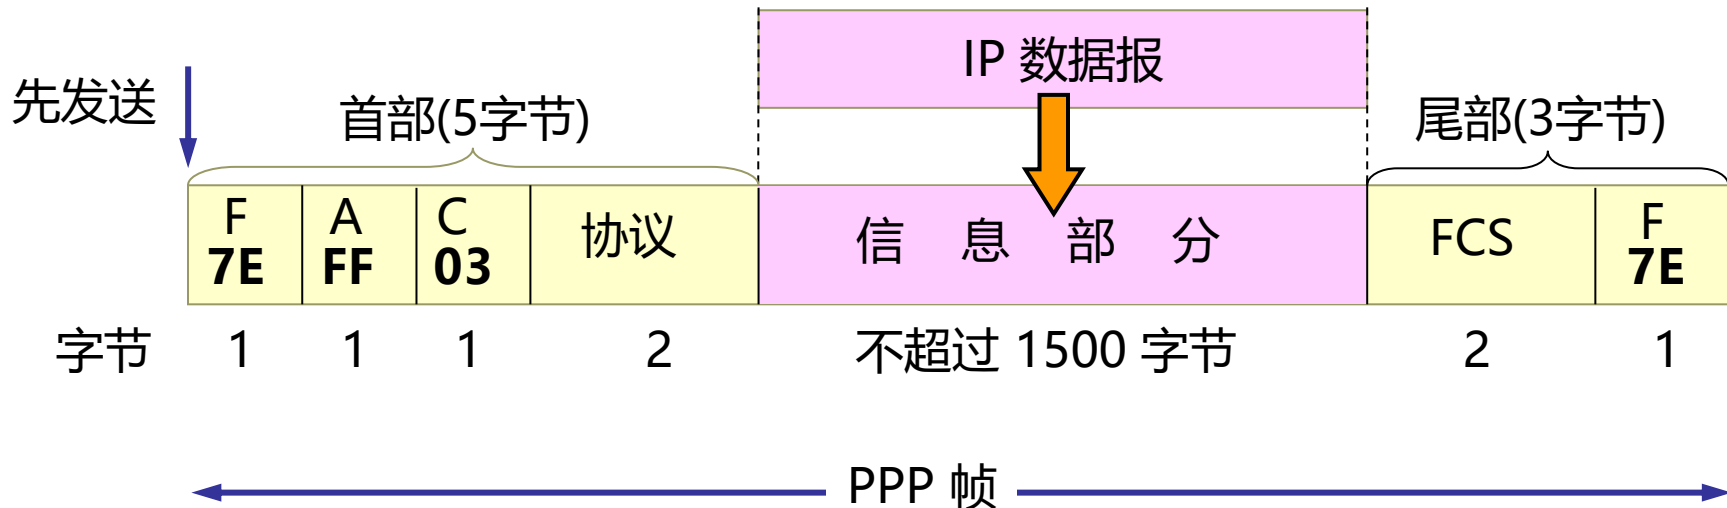 IP 数据报
先发送
首部(5字节)
尾部(3字节)
F A C 协议 信息部分 FCS F
7E FF 03 7E
字节 1 1 1 2 不超过 1500 字节 2 1
PPP 帧